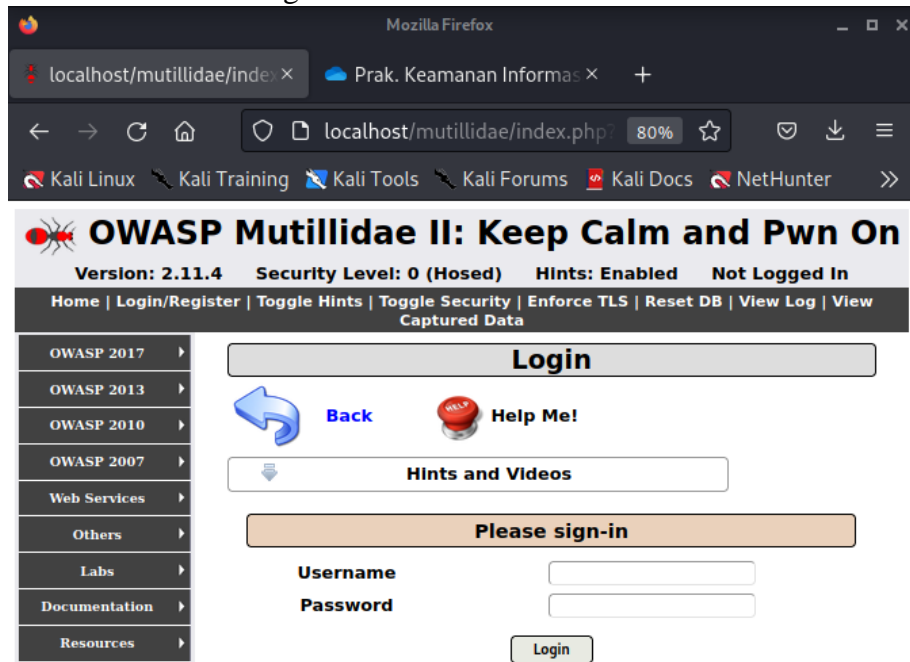 Mozilla Firefox
localhost/mutillidae/index
Prak. Keamanan Informas
localhost/mutillidae/index.php? 80%
Kali Linux Kali Training Kali Tools Kali Forums Kali Docs NetHunter
OWASP Mutillidae II: Keep Calm and Pwn On
Version: 2.11.4 Security Level: 0 (Hosed) Hints: Enabled Not Logged In
Home | Login/Register | Toggle Hints | Toggle Security | Enforce TLS | Reset DB | View Log | View
Captured Data
OWASP 2017
OWASP 2013
OWASP 2010
OWASP 2007
Web Services
Others
Labs
Documentation
Resources
Login
Back
HELP
Help Me!
Hints and Videos
Please sign-in
Username
Password
Login